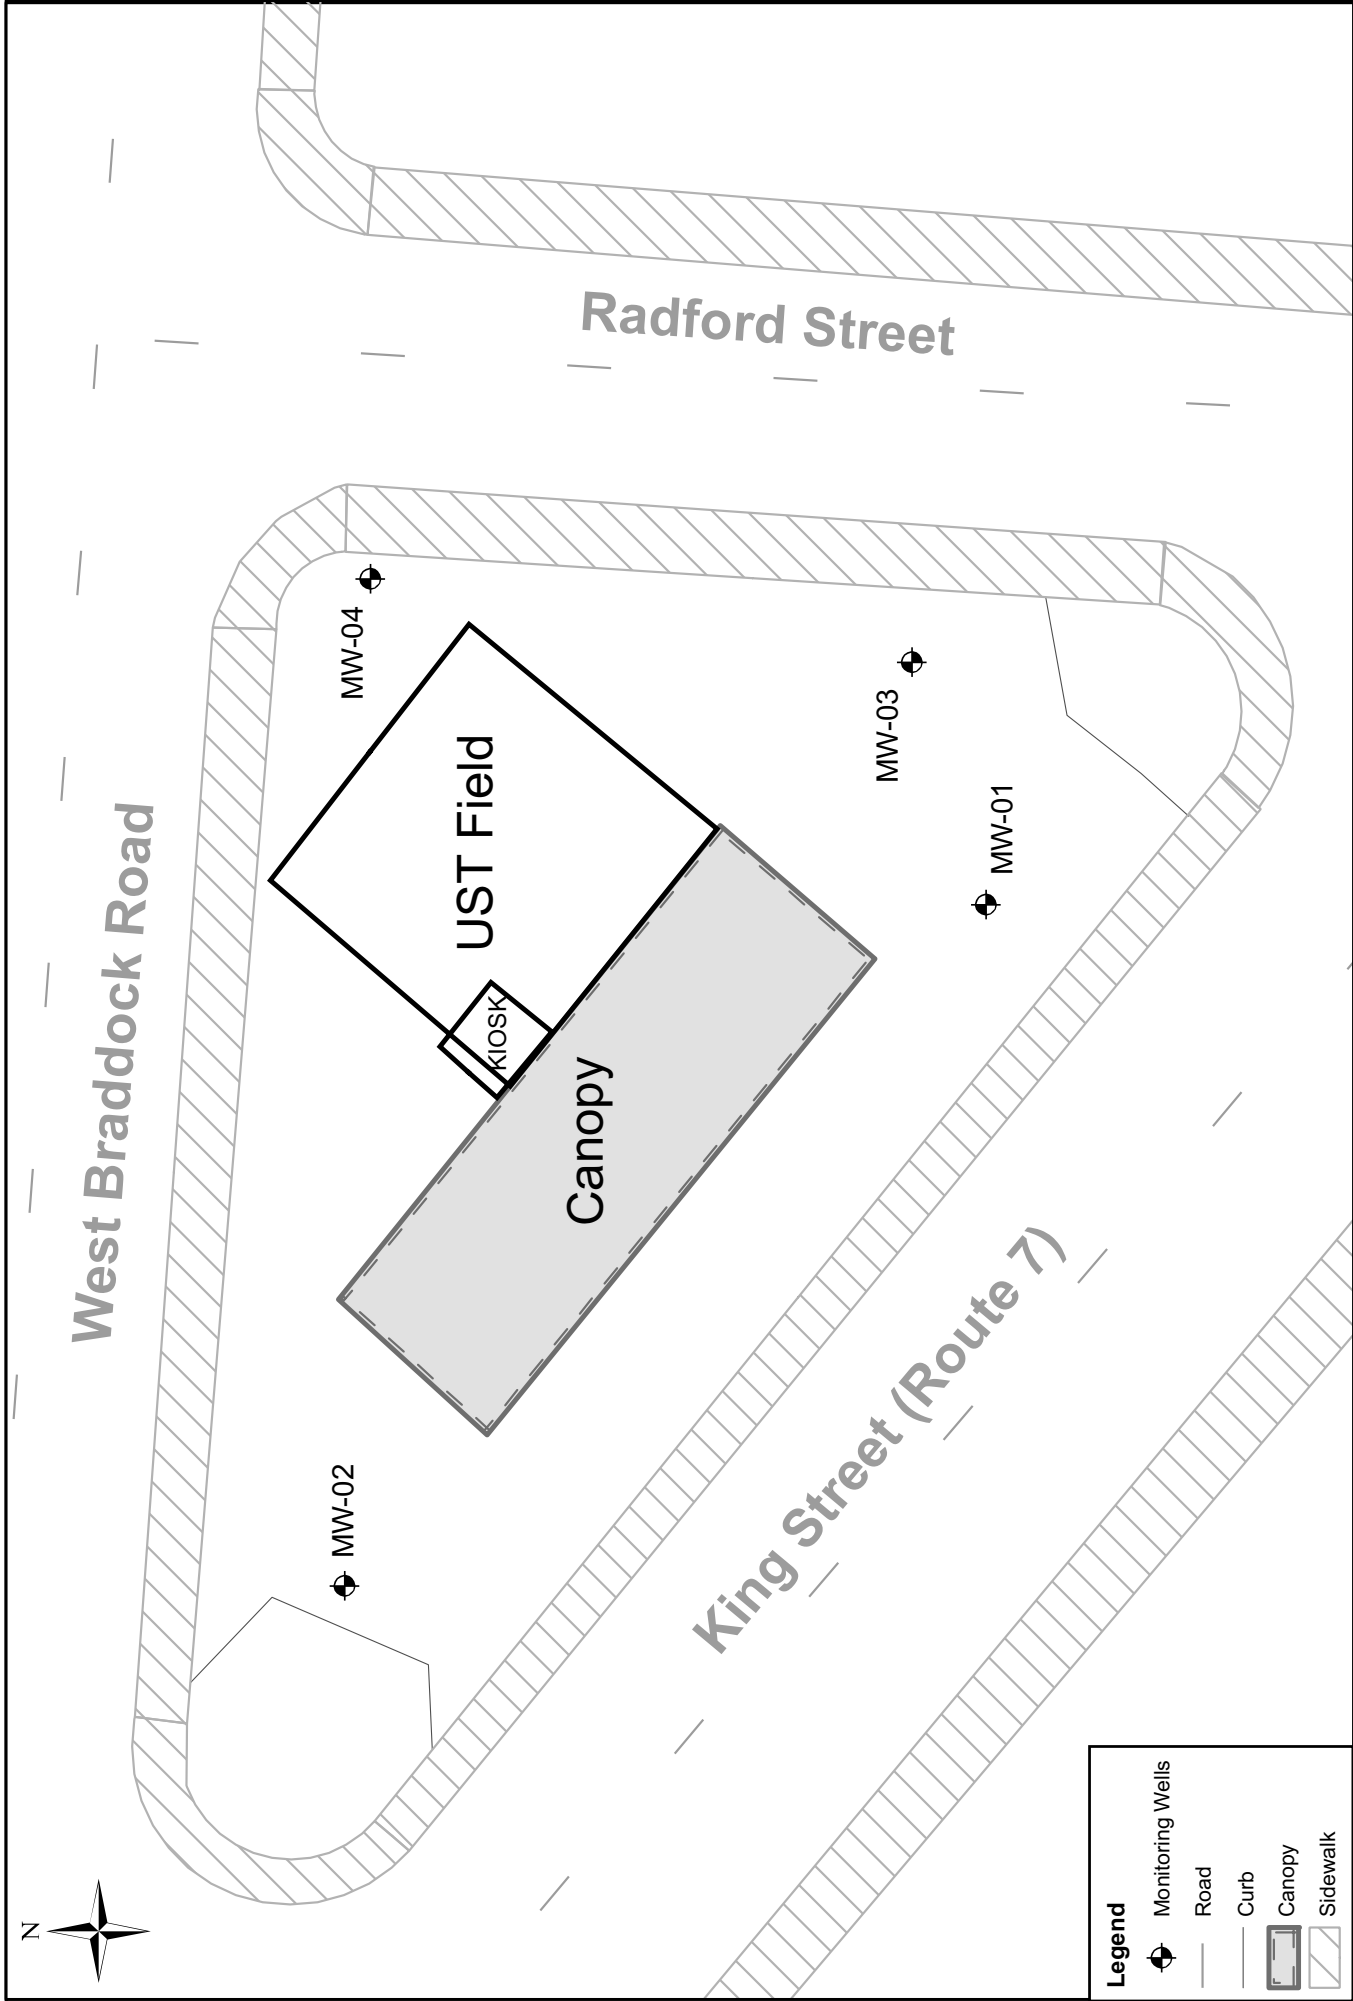 N
West Braddock Road
Radford Street
King Street (Route 7)
UST Field
KIOSK
Canopy
MW-02
MW-04
MW-03
MW-01
Legend
Monitoring Wells
Road
Curb
Canopy
Sidewalk